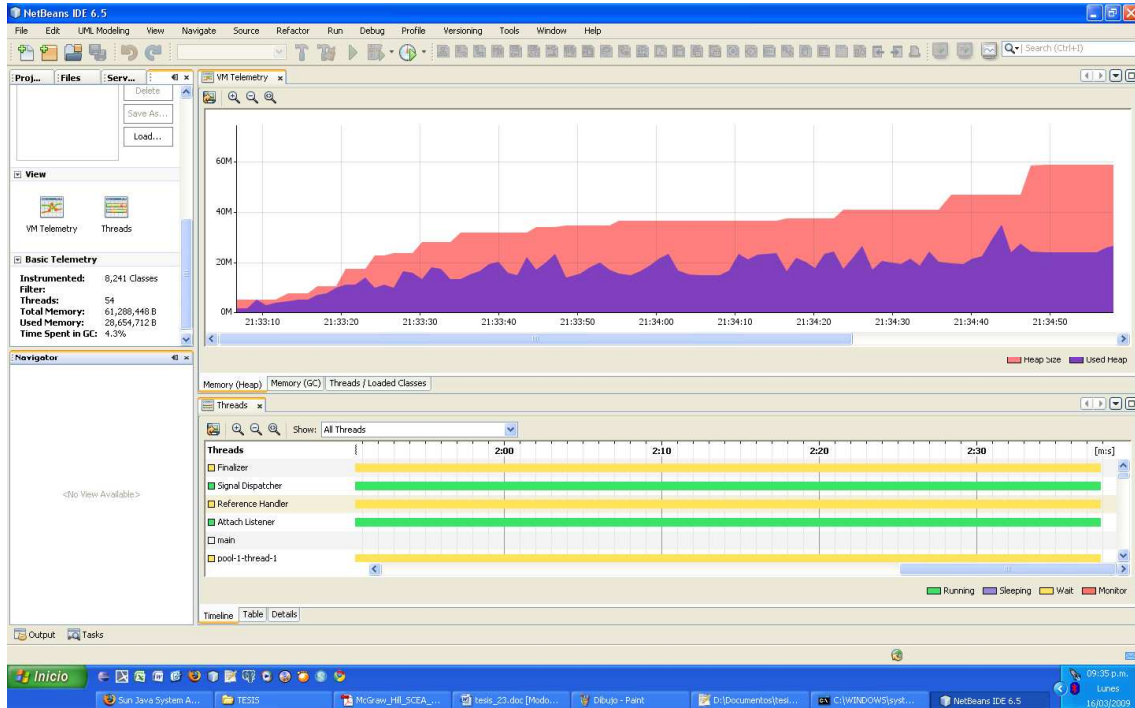 NetBeans IDE 6.5
File Edit UML Modeling View Navigate Source Refactor Run Debug Profile Versioning Tools Window Help
Search (Ctrl+I)
Proj... Files Serv...
VM Telemetry
Delete
Save As...
Load...
View
VM Telemetry Threads
Basic Telemetry
Instrumented: 8,241 Classes
Filter:
Threads: 54
Total Memory: 61,288,448 B
Used Memory: 28,654,712 B
Time Spent in GC: 4.3%
Navigator
<No View Available>
60M
40M
20M
0M
21:33:10 21:33:20 21:33:30 21:33:40 21:33:50 21:34:00 21:34:10 21:34:20 21:34:30 21:34:40 21:34:50
Heap Size Used Heap
Memory (Heap) Memory (GC) Threads / Loaded Classes
Threads
Show: All Threads
Threads 2:00 2:10 2:20 2:30 [m:s]
Finalizer
Signal Dispatcher
Reference Handler
Attach Listener
main
pool-1-thread-1
Running Sleeping Wait Monitor
Timeline Table Details
Output Tasks
Inicio
09:35 p.m.
Lunes
16/03/2009
Sun Java System A... TESIS McGraw_Hill_SCEA_... tesis_23.doc [Modo... Dibujo - Paint D:\Documentos\tesi... C:\WINDOWS\syst... NetBeans IDE 6.5